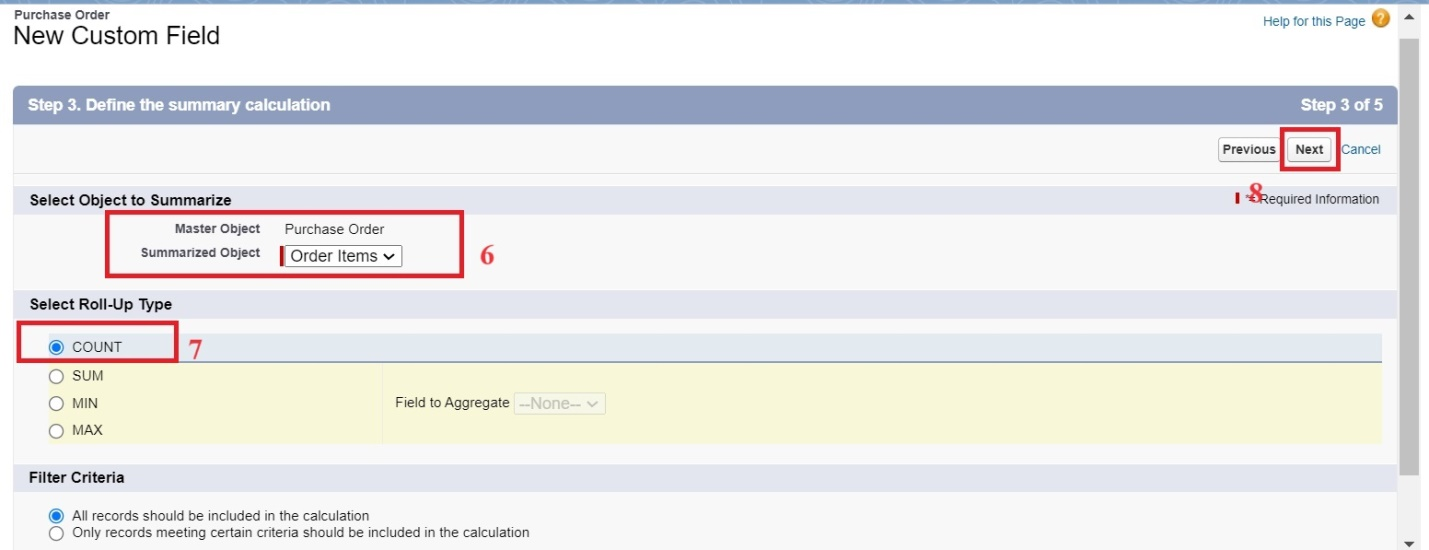 Purchase Order
New Custom Field
Help for this Page ?
Step 3. Define the summary calculation Step 3 of 5
Previous Next Cancel
8
Select Object to Summarize = Required Information
Master Object Purchase Order
Summarized Object Order Items
6
Select Roll-Up Type
COUNT 7
SUM
MIN Field to Aggregate --None--
MAX
Filter Criteria
All records should be included in the calculation
Only records meeting certain criteria should be included in the calculation